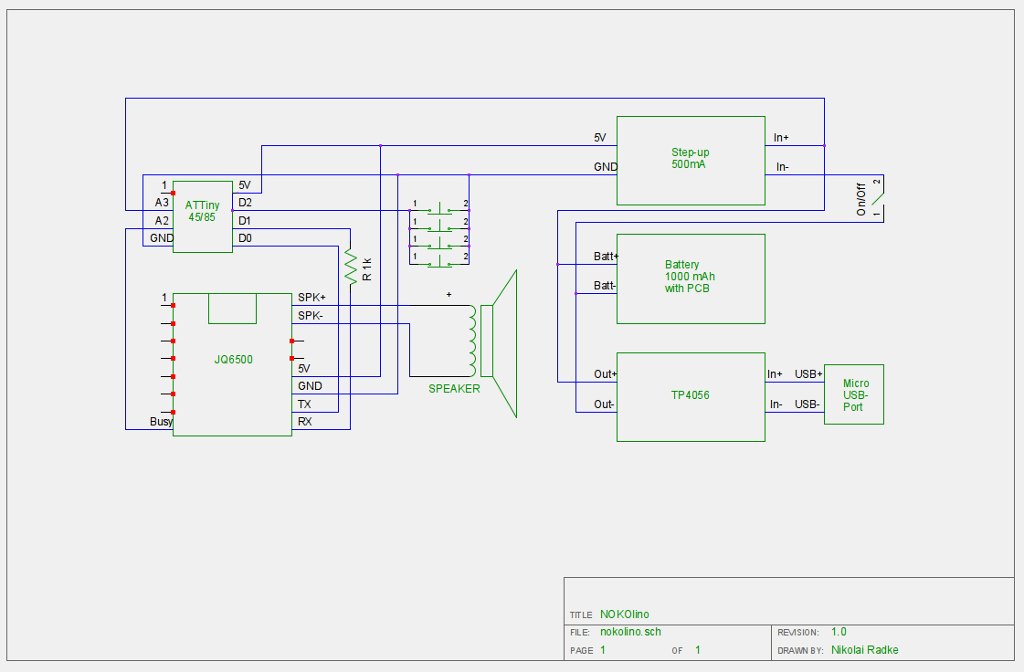 5V
Step-up
500mA
In+
GND
In-
On/Off
2
1
1
A3
A2
GND
ATTiny
45/85
5V
D2
D1
D0
1
2
1
2
1
2
1
2
R 1k
Batt+
Batt-
Battery
1000 mAh
with PCB
1
JQ6500
Busy
SPK+
SPK-
5V
GND
TX
RX
+
SPEAKER
Out+
Out-
TP4056
In+
In-
USB+
USB-
Micro
USB-
Port
TITLE NOKOlino
FILE: nokolino.sch
REVISION: 1.0
PAGE 1 OF 1
DRAWN BY: Nikolai Radke